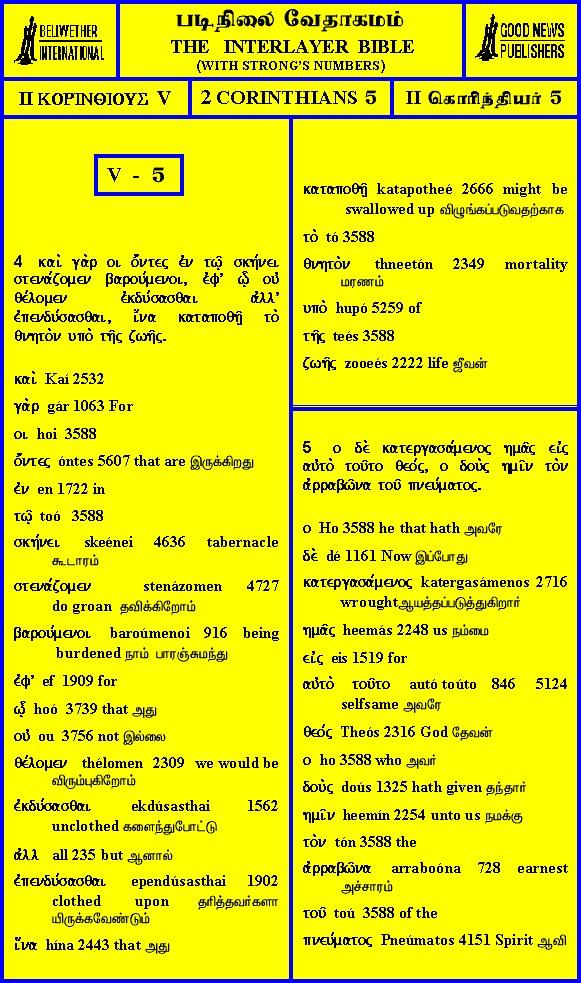 BELLWETHER
INTERNATIONAL
படிநிலை வேதாகமம்
THE INTERLAYER BIBLE
(WITH STRONG'S NUMBERS)
GOOD NEWS
PUBLISHERS
II ΚΟΡΙΝΘΙΟΥΣ V
2 CORINTHIANS 5
II கொரிந்தியர் 5
V - 5
4 καὶ γὰρ οι ὄντες ἐν τῷ σκήνει
στενάζομεν βαρούμενοι, ἐφ' ᾧ οὐ
θέλομεν ἐκδύσασθαι ἀλλ'
ἐπενδύσασθαι, ἵνα καταποθῇ τὸ
θνητὸν υπὸ τῆς ζωῆς.
καὶ Kaí 2532
γὰρ gár 1063 For
οι hoi 3588
ὄντες óntes 5607 that are இருக்கிறது
ἐν en 1722 in
τῷ toó 3588
σκήνει skeénei 4636 tabernacle
கூடாரம்
στενάζομεν stenázomen 4727
do groan தவிக்கிறோம்
βαρούμενοι baroúmenoi 916 being
burdened நாம் பாரஞ்சுமந்து
ἐφ' ef 1909 for
ᾧ hoó 3739 that அது
οὐ ou 3756 not இல்லை
θέλομεν thélomen 2309 we would be
விரும்புகிறோம்
ἐκδύσασθαι ekdúsasthai 1562
unclothed களைந்துபோட்டு
ἀλλ all 235 but ஆனால்
ἐπενδύσασθαι ependúsasthai 1902
clothed upon தரித்தவர்களா
யிருக்கவேண்டும்
ἵνα hína 2443 that அது
καταποθῇ katapotheé 2666 might be
swallowed up விழுங்கப்படுவதற்காக
τὸ tó 3588
θνητὸν thneetón 2349 mortality
மரணம்
υπὸ hupó 5259 of
τῆς teés 3588
ζωῆς zooeés 2222 life ஜீவன்
5 ο δὲ κατεργασάμενος ημᾶς εἰς
αὐτὸ τοῦτο θεός, ο δοὺς ημῖν τὸν
ἀρραβῶνα τοῦ πνεύματος.
ο Ho 3588 he that hath அவரே
δὲ dé 1161 Now இப்போது
κατεργασάμενος katergasámenos 2716
wroughtஆயத்தப்படுத்துகிறார்
ημᾶς heemás 2248 us நம்மை
εἰς eis 1519 for
αὐτὸ τοῦτο autó toúto 846 5124
selfsame அவரே
θεός Theós 2316 God தேவன்
ο ho 3588 who அவர்
δοὺς doús 1325 hath given தந்தார்
ημῖν heemín 2254 unto us நமக்கு
τὸν tón 3588 the
ἀρραβῶνα arraboóna 728 earnest
அச்சாரம்
τοῦ toú 3588 of the
πνεύματος Pneúmatos 4151 Spirit ஆவி